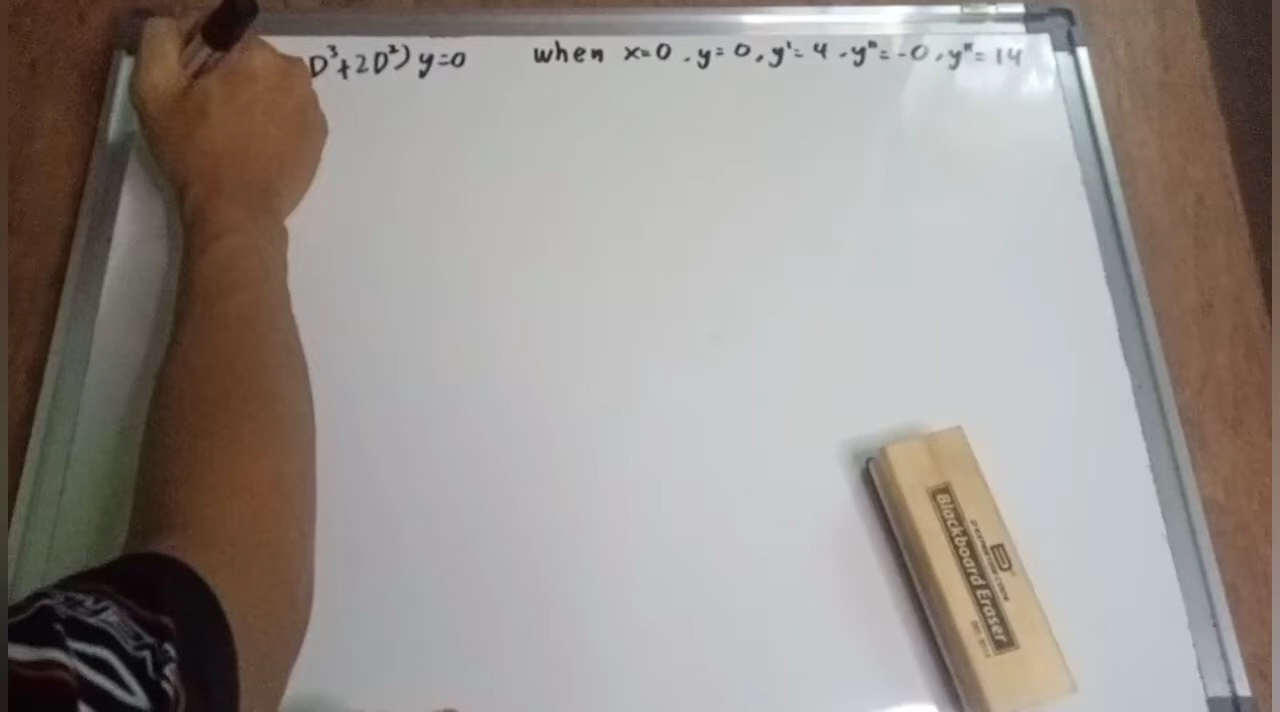 D³+2D²) y=0 when x=0, y=0, y'=4, y"=-0, y"=14
Blackboard Eraser